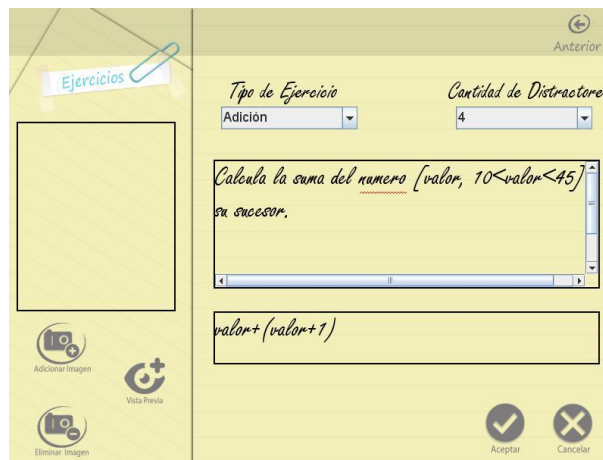 Anterior
Ejercicios
Tipo de Ejercicio
Cantidad de Distractore
Adición
4
Calcula la suma del numero [valor, 10<valor<45]
su sucesor.
valor+(valor+1)
Adicionar Imagen
Vista Previa
Eliminar Imagen
Aceptar
Cancelar